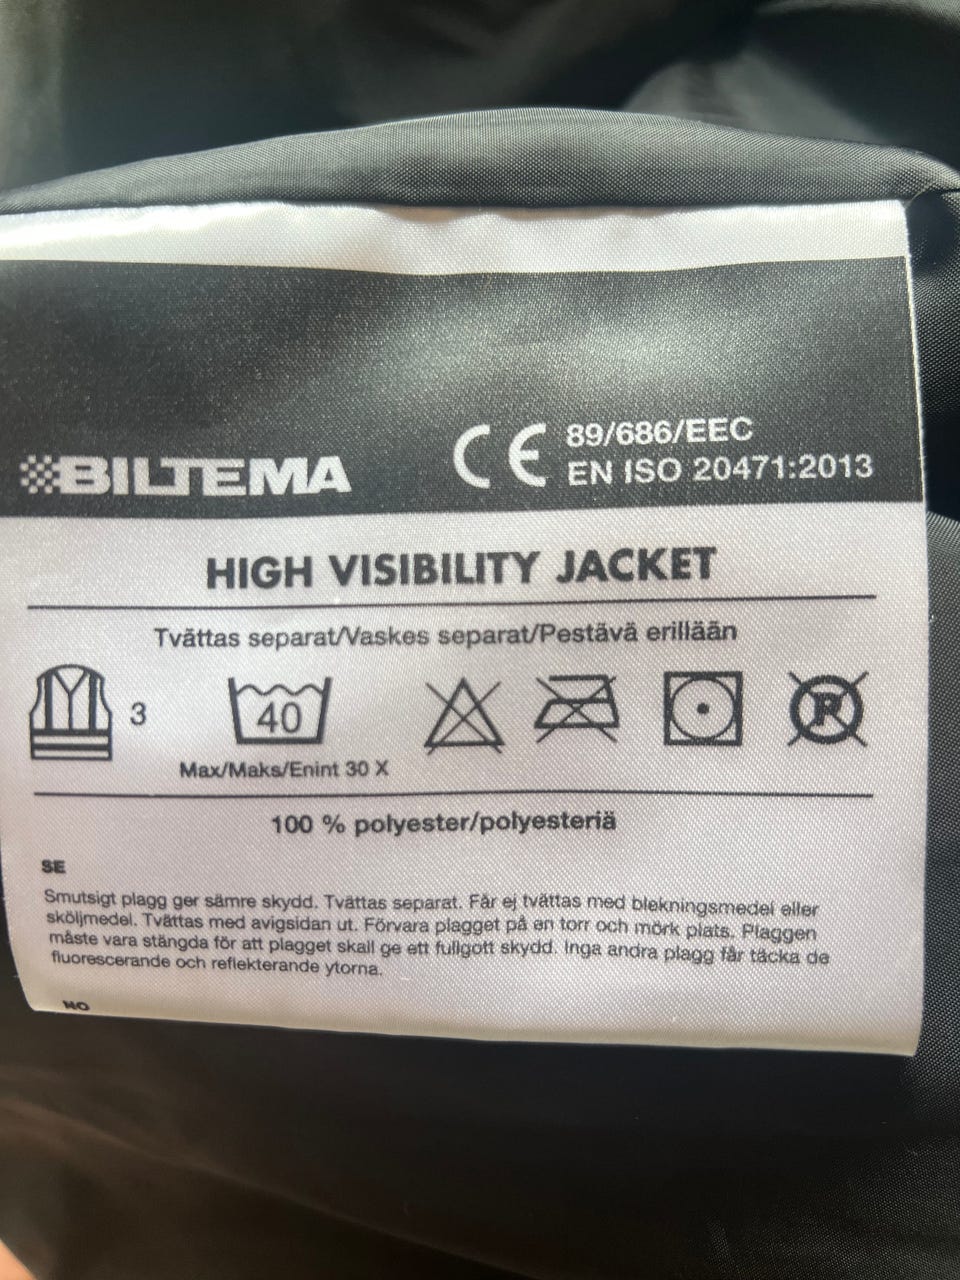 BILTEMA
CE 89/686/EEC
EN ISO 20471:2013
HIGH VISIBILITY JACKET
Tvättas separat/Vaskes separat/Pestävä erillään
3
40
P
Max/Maks/Enint 30 X
100 % polyester/polyesteriä
SE
Smutsigt plagg ger sämre skydd. Tvättas separat. Får ej tvättas med blekningsmedel eller
sköljmedel. Tvättas med avigsidan ut. Förvara plagget på en torr och mörk plats. Plaggen
måste vara stängda för att plagget skall ge ett fullgott skydd. Inga andra plagg får täcka de
fluorescerande och reflekterande ytorna.
NO